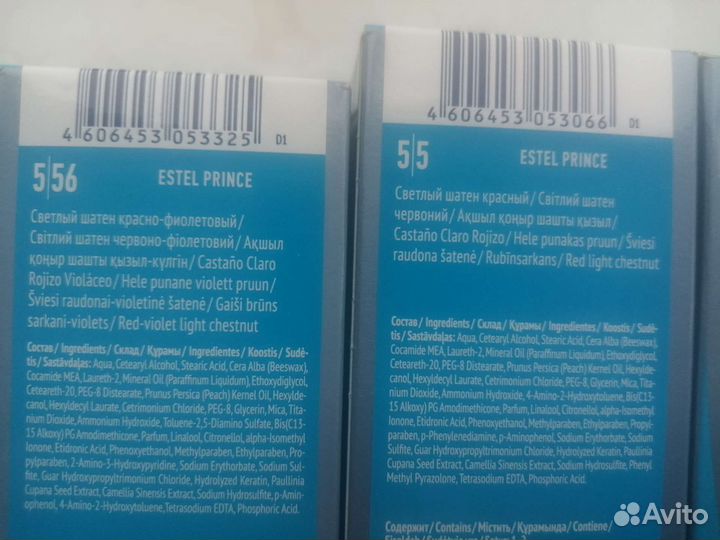 4 606453 053325 D1
5|56 ESTEL PRINCE
Светлый шатен красно-фиолетовый/
Світлий шатен червоно-фіолетовий/Ақшыл
қоңыр шашты қызыл-күлгін/Castaño Claro
Rojizo Violáceo/Hele punane violett pruun/
Šviesi raudonai-violetinė šatenė/Gaiši brūns
sarkani-violets/Red-violet light chestnut
Состав/Ingredients/Склад/Құрамы/Ingredientes/Koostis/Sudė-
tis/Sastāvdaļas: Aqua, Cetearyl Alcohol, Stearic Acid, Cera Alba (Beeswax),
Cocamide MEA, Laureth-2, Mineral Oil (Paraffinum Liquidum), Ethoxydiglycol,
Ceteareth-20, PEG-8 Distearate, Prunus Persica (Peach) Kernel Oil, Hexan-
diol, Hexyldecyl Laurate, Cetrimonium Chloride, PEG-8, Glycerin, Mica, Tita-
nium Dioxide, Ammonium Hydroxide, Toluene-2,5-Diamino Sulfate, Bis(C13-
15 Alkoxy) PG Amodimethicone, Parfum, Linalool, Citronellol, alpha-Isomethyl
Ionone, Etidronic Acid, Phenoxyethanol, Methylparaben, Ethylparaben, Pro-
pylparaben, 2-Amino-3-Hydroxypyridine, Sodium Erythorbate, Sodium Sul-
fite, Guar Hydroxypropyltrimonium Chloride, Hydrolyzed Keratin, Paullinia
Cupana Seed Extract, Camellia Sinensis Extract, Sodium Hydrosulfite, p-Amin-
ophenol, 4-Amino-2-Hydroxytoluene, Tetrasodium EDTA, Phosphoric Acid.
4 606453 053066 D1
5|5 ESTEL PRINCE
Светлый шатен красный/Світлий шатен
червоний/Ақшыл қоңыр шашты қызыл/
Castaño Claro Rojizo/Hele punakas pruun/Šviesi
raudona šatenė/Rubīnsarkans/Red light chestnut
Состав/Ingredients/Склад/Құрамы/Ingredientes/Koostis/Sudė-
tis/Sastāvdaļas: Aqua, Cetearyl Alcohol, Stearic Acid, Cera Alba (Beeswax),
Cocamide MEA, Laureth-2, Mineral Oil (Paraffinum Liquidum), Ethoxydiglycol,
Ceteareth-20, PEG-8 Distearate, Prunus Persica (Peach) Kernel Oil, Hexan-
diol, Hexyldecyl Laurate, Cetrimonium Chloride, PEG-8, Glycerin, Mica, Tita-
nium Dioxide, Ammonium Hydroxide, 4-Amino-2-Hydroxytoluene, Bis(C13-
15 Alkoxy) PG Amodimethicone, Parfum, Linalool, Citronellol, alpha-Isomethyl
Ionone, Etidronic Acid, Phenoxyethanol, Methylparaben, Ethylparaben, Propyl-
paraben, p-Phenylenediamine, p-Aminophenol, Sodium Erythorbate, Sodium
Sulfite, Guar Hydroxypropyltrimonium Chloride, Hydrolyzed Keratin, Paullinia
Cupana Seed Extract, Camellia Sinensis Extract, Sodium Hydrosulfite, Phenyl
Methyl Pyrazolone, Tetrasodium EDTA, Phosphoric Acid.
Содержит/Contains/Містить/Құрамында/Contiene/
Avito